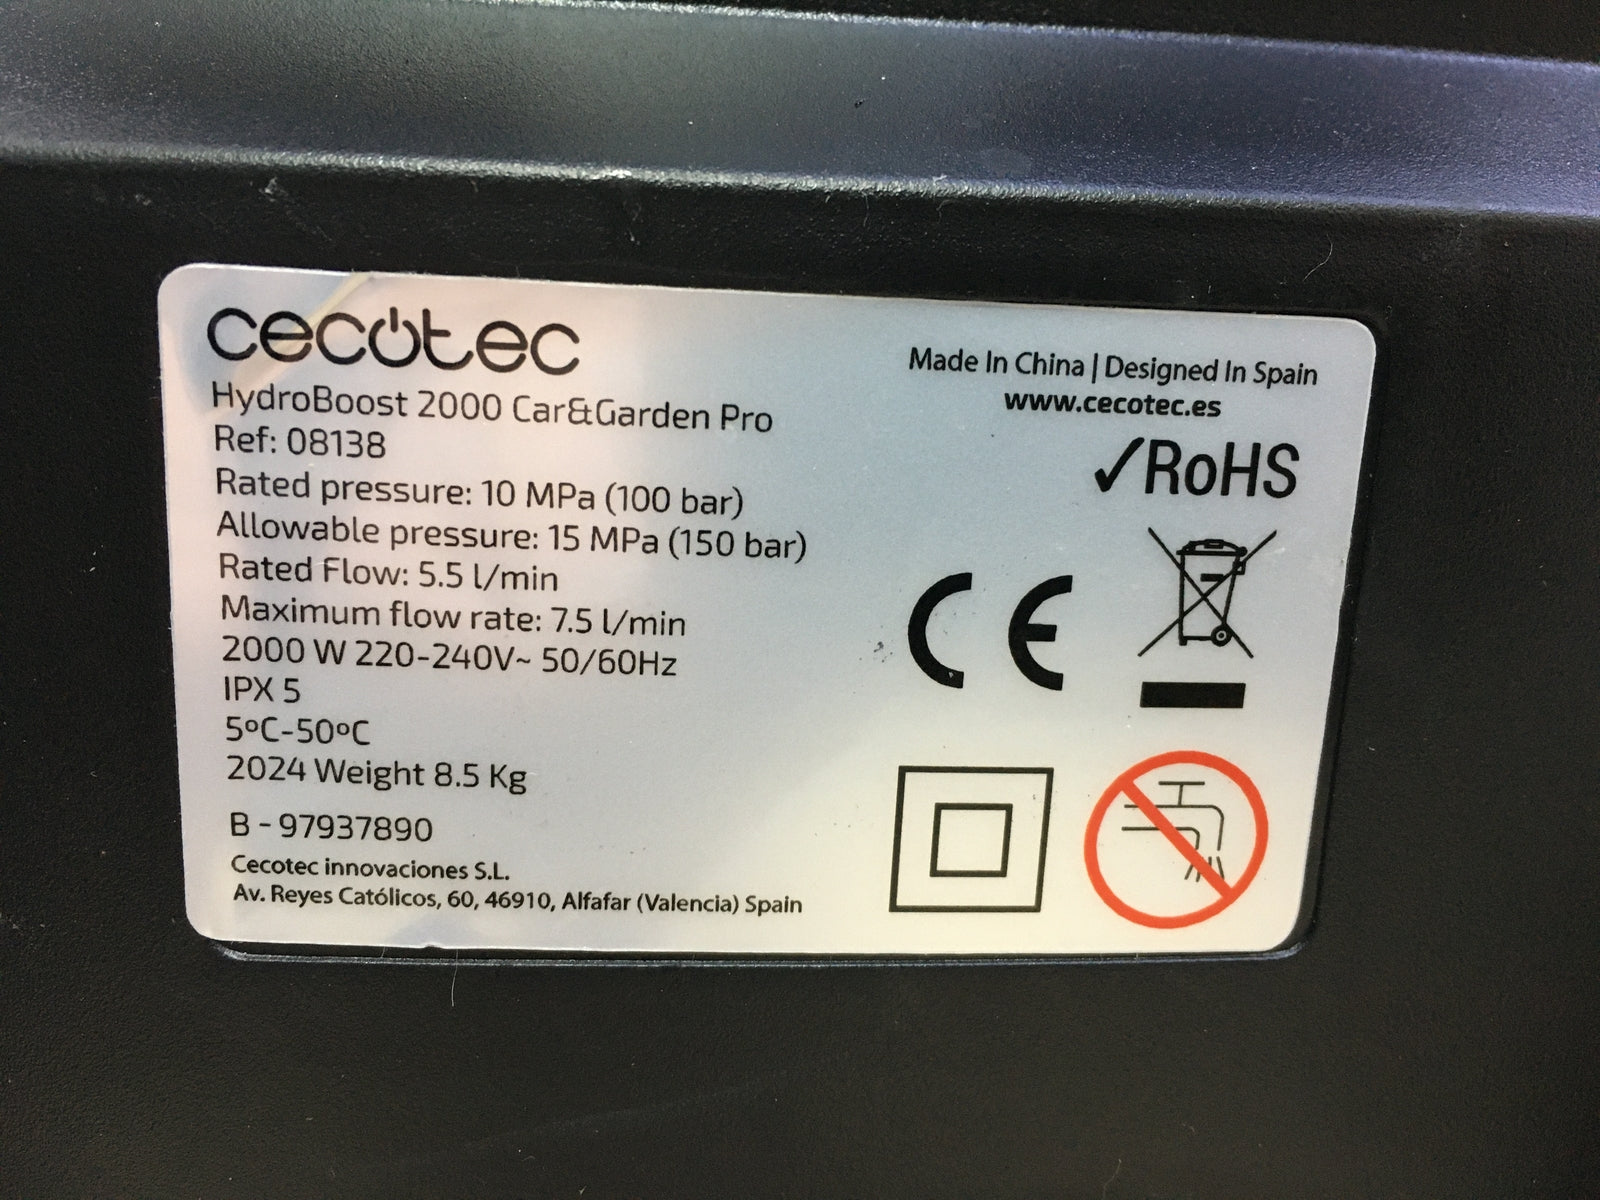 cecotec
HydroBoost 2000 Car&Garden Pro
Ref: 08138
Rated pressure: 10 MPa (100 bar)
Allowable pressure: 15 MPa (150 bar)
Rated Flow: 5.5 l/min
Maximum flow rate: 7.5 l/min
2000 W 220-240V~ 50/60Hz
IPX 5
5ºC-50ºC
2024 Weight 8.5 Kg
B - 97937890
Cecotec innovaciones S.L.
Av. Reyes Católicos, 60, 46910, Alfafar (Valencia) Spain
Made In China | Designed In Spain
www.cecotec.es
✓RoHS
CE